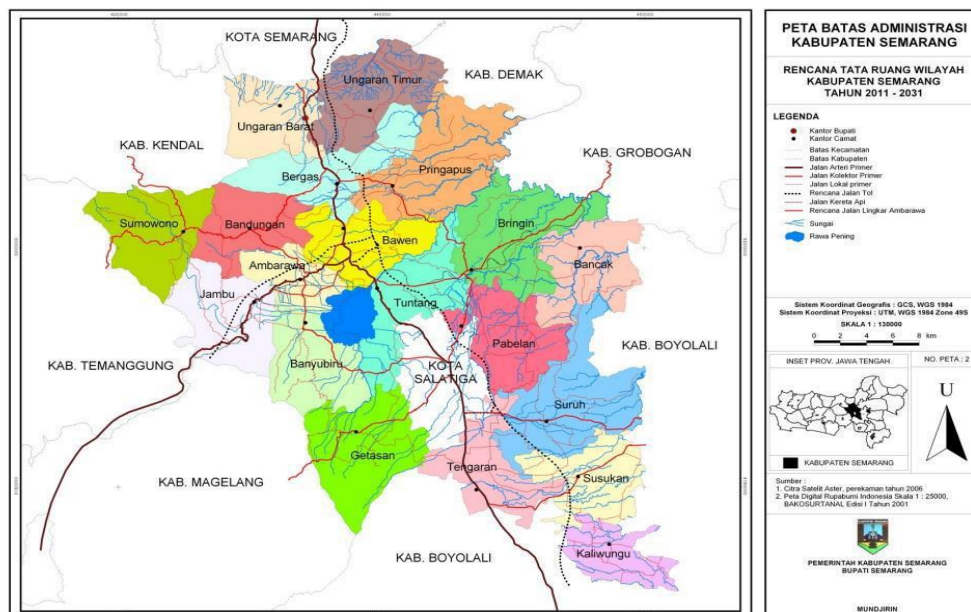 KOTA SEMARANG
Ungaran Timur
KAB. DEMAK
Ungaran Barat
KAB. KENDAL
KAB. GROBOGAN
Bergas
Pringapus
Sumowono
Bandungan
Bringin
Bawen
Bancak
Ambarawa
Jambu
Tuntang
Pabelan
KAB. BOYOLALI
KAB. TEMANGGUNG
Banyubiru
KOTA
SALATIGA
Suruh
Getasan
Tengaran
Susukan
KAB. MAGELANG
KAB. BOYOLALI
Kaliwungu
PETA BATAS ADMINISTRASI
KABUPATEN SEMARANG
RENCANA TATA RUANG WILAYAH
KABUPATEN SEMARANG
TAHUN 2011 - 2031
LEGENDA
Kantor Bupati
Kantor Camat
Batas Kecamatan
Batas Kabupaten
Jalan Arteri Primer
Jalan Kolektor Primer
Jalan Lokal primer
Rencana Jalan Tol
Jalan Kereta Api
Rencana Jalan Lingkar Ambarawa
Sungai
Rawa Pening
Sistem Koordinat Geografis : GCS, WGS 1984
Sistem Koordinat Proyeksi : UTM, WGS 1984 Zone 49S
SKALA 1 : 130000
0 2 4 6 8
km
INSET PROV. JAWA TENGAH
NO. PETA : 2
U
KABUPATEN SEMARANG
Sumber :
1. Citra Satelit Aster, perekaman tahun 2006
2. Peta Digital Rupabumi Indonesia Skala 1 : 25000,
BAKOSURTANAL Edisi I Tahun 2001
PEMERINTAH KABUPATEN SEMARANG
BUPATI SEMARANG
MUNDJIRIN